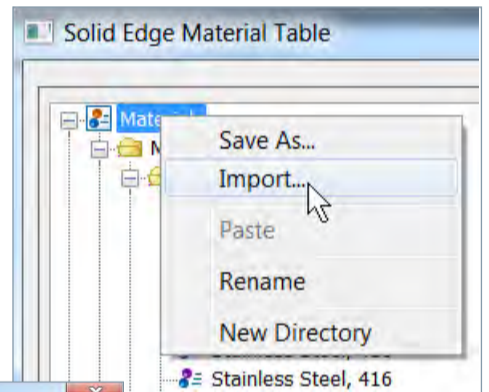 Solid Edge Material Table
Save As...
Import...
Paste
Rename
New Directory
Stainless Steel, 416